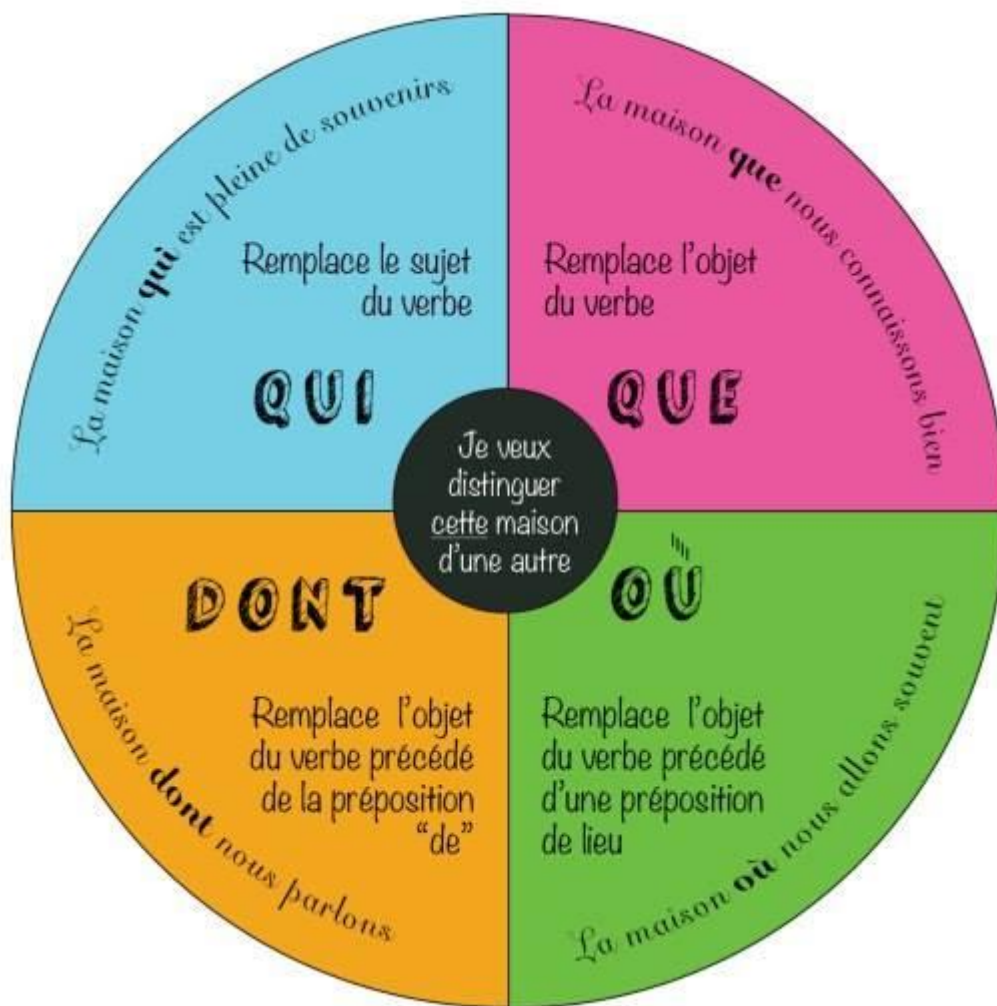 La maison qui est pleine de souvenirs
Remplace le sujet
du verbe
QUI
La maison que nous connaissons bien
Remplace l'objet
du verbe
QUE
Je veux
distinguer
cette maison
d'une autre
DONT
Remplace l'objet
du verbe précédé
de la préposition
“de”
La maison dont nous parlons
OÙ
Remplace l'objet
du verbe précédé
d'une préposition
de lieu
La maison où nous allons souvent